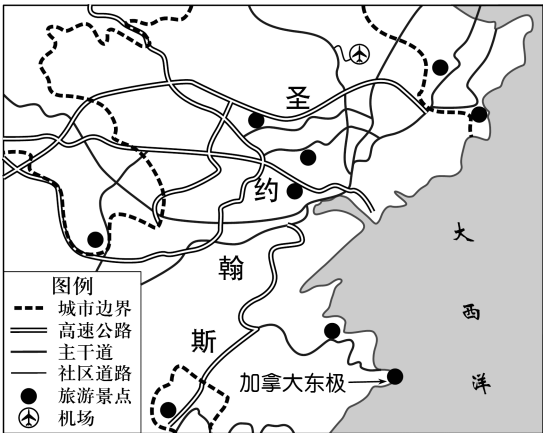 圣
约
翰
斯
大
西
洋
加拿大东极
图例
城市边界
高速公路
主干道
社区道路
旅游景点
机场